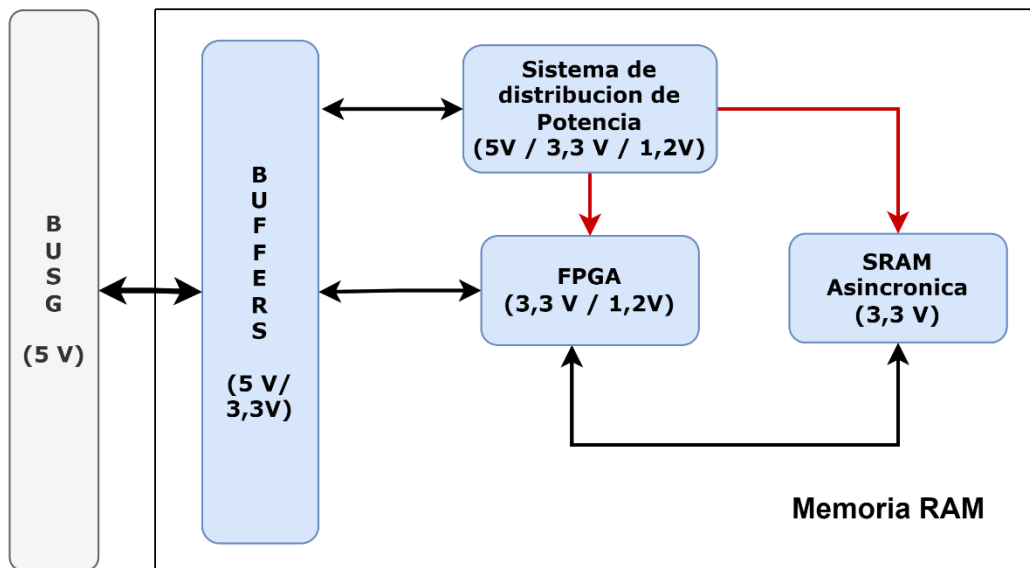 B
U
S
G
(5 V)
B
U
F
F
E
R
S
(5 V/
3,3V)
Sistema de
distribucion de
Potencia
(5V / 3,3 V / 1,2V)
FPGA
(3,3 V / 1,2V)
SRAM
Asincronica
(3,3 V)
Memoria RAM